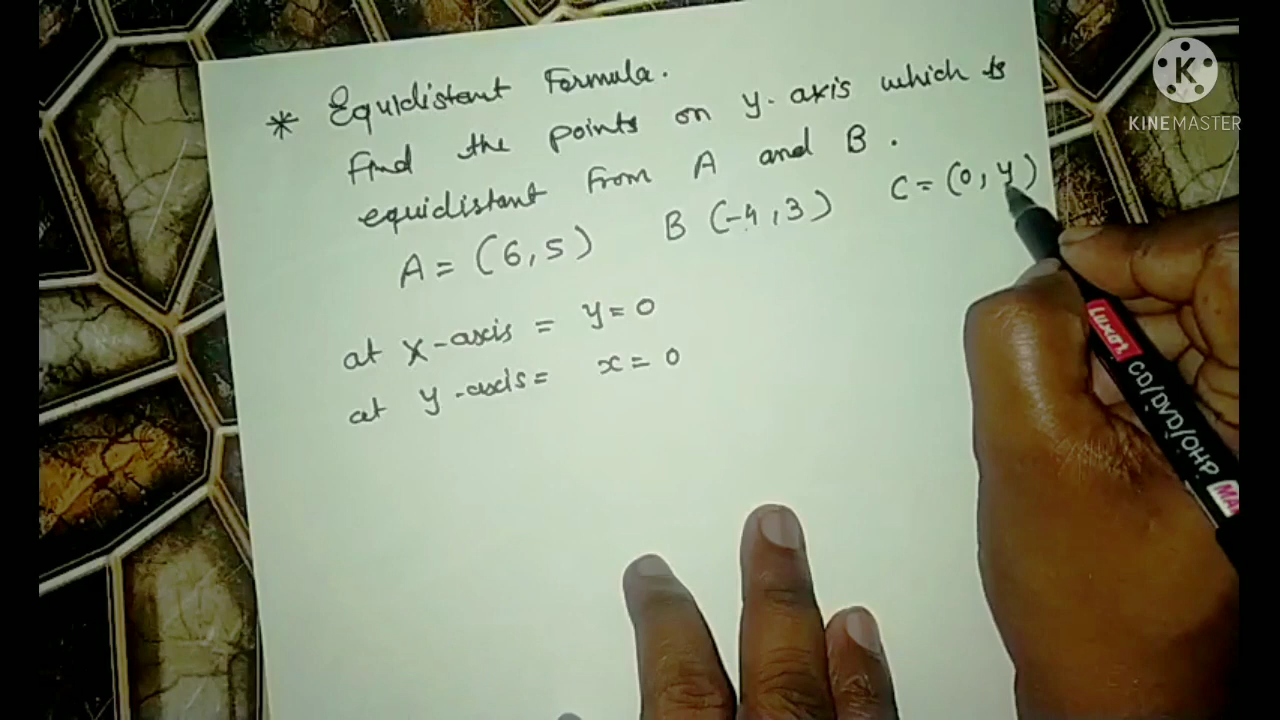 * Equidistant Formula.
Find the points on y-axis which is
equidistant from A and B.
A = (6,5) B (-4,3) C = (0,y)
at x-axis = y=0
at y-axis = x=0
K
KINEMASTER
Luxor
CD/DVD/OHP
MA